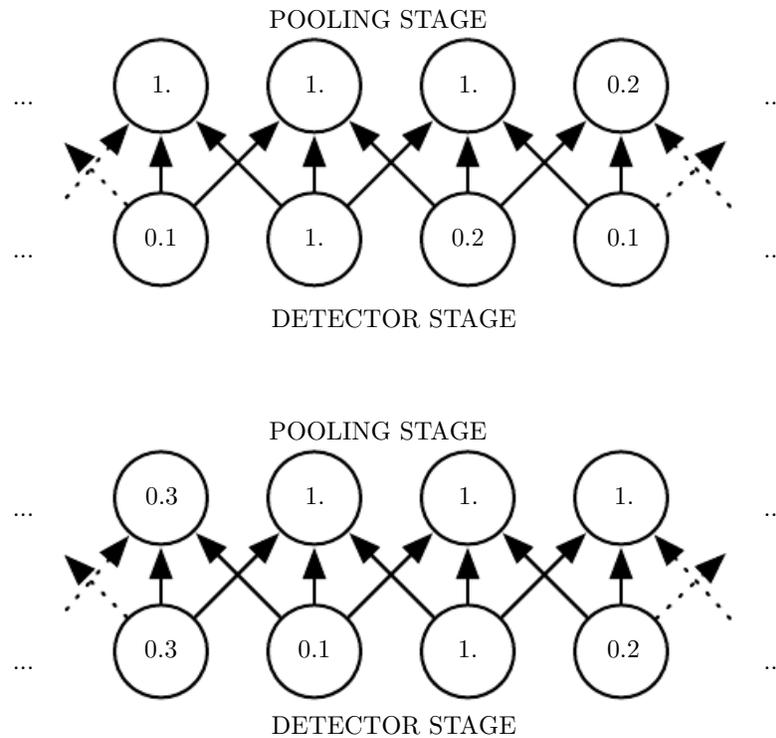 POOLING STAGE
... 1. 1. 1. 0.2 ..
... 0.1 1. 0.2 0.1 ..
DETECTOR STAGE
POOLING STAGE
... 0.3 1. 1. 1. ..
... 0.3 0.1 1. 0.2 ..
DETECTOR STAGE